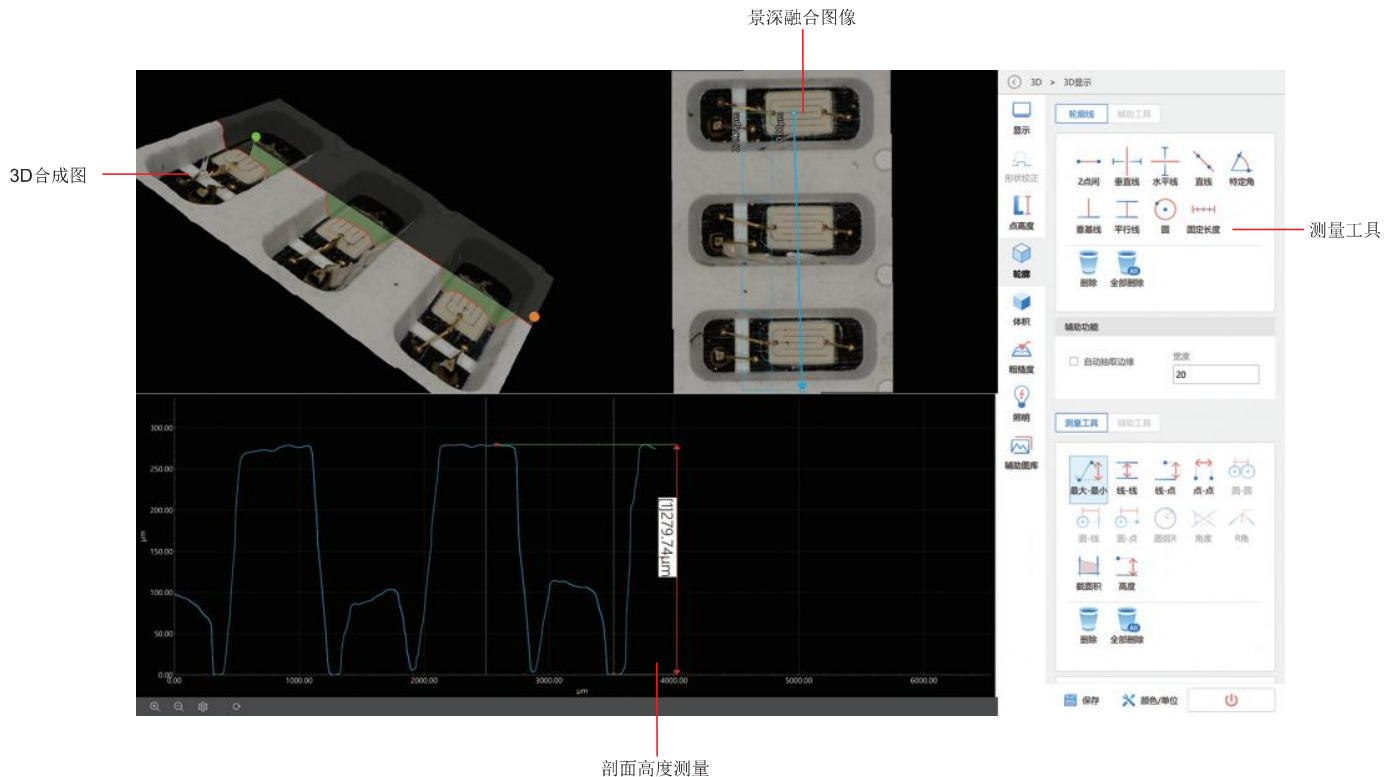 景深融合图像
3D合成图
测量工具
剖面高度测量
3D > 3D显示
显示
形状校正
点高度
轮廓
体积
粗糙度
照明
辅助图库
轮廓线 辅助工具
2点间 垂直线 水平线 直线 特定角
垂基线 平行线 圆 固定长度
All
删除 全部删除
辅助功能
自动抽取边缘
宽度
20
测量工具 辅助工具
最大-最小 线-线 线-点 点-点 圆-圆
圆-线 圆-点 圆弧R 角度 R角
截面积 高度
All
删除 全部删除
保存 颜色/单位
300.00
250.00
200.00
150.00
100.00
50.00
0.00
μm
0.00 1000.00 2000.00 3000.00 4000.00 5000.00 6000.00
μm
[1]279.74μm